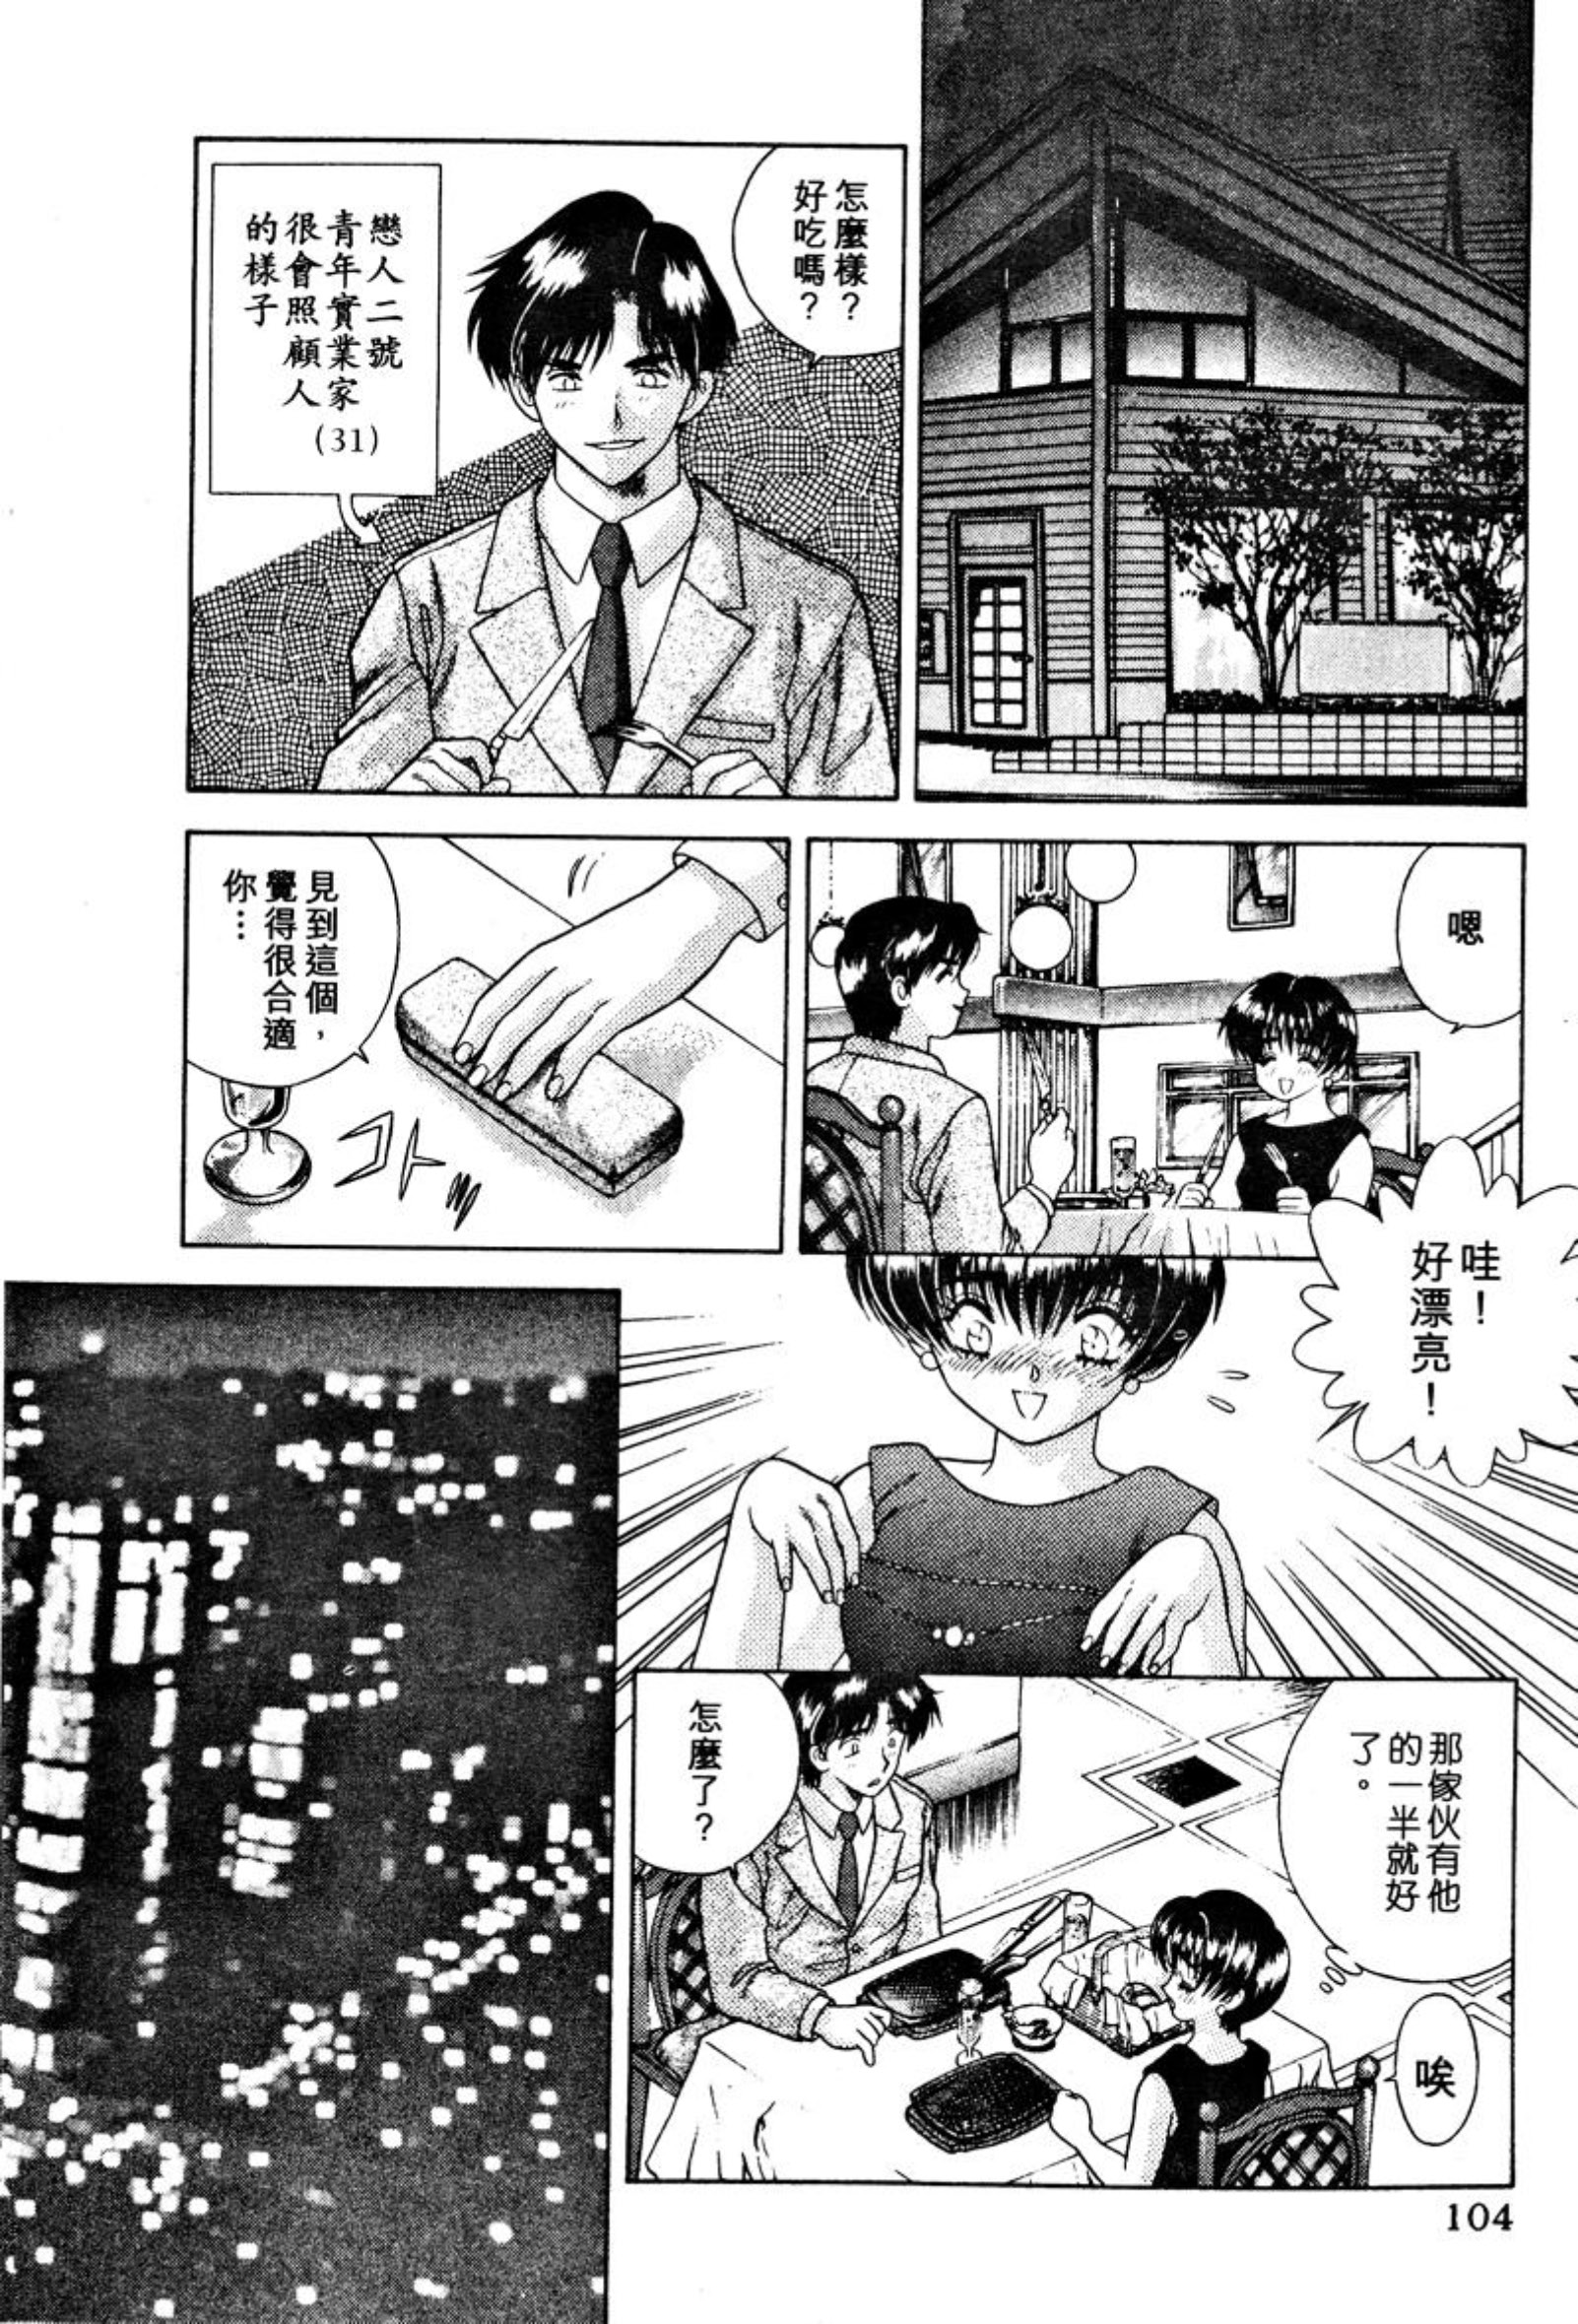 怎麼樣？
好吃嗎？
戀人二號
青年實業家(31)
很會照顧人
的樣子
嗯
見到這個，
覺得很合適
你…
コト
哇！
好漂亮！
那傢伙有他
的一半就好
了。
怎麼了？
唉
104